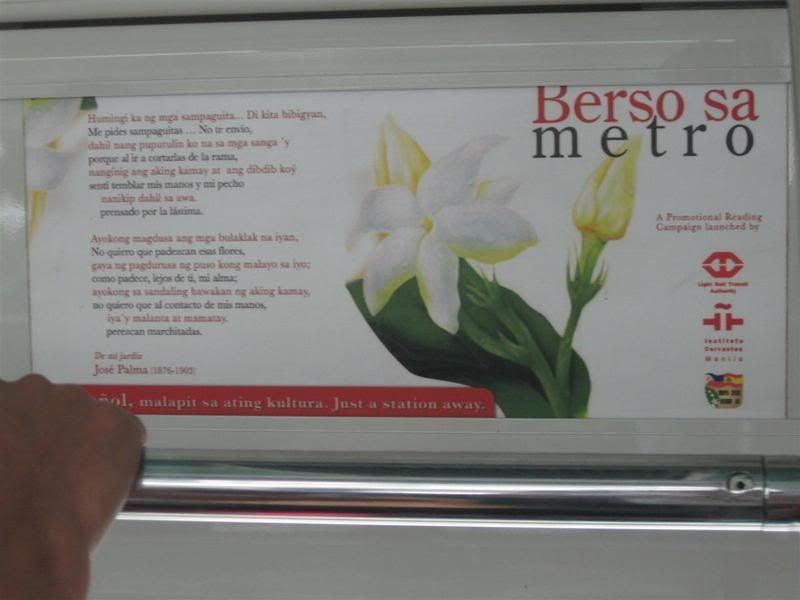 Humingi ka ng mga sampaguita... Di kita bibigyan,
Me pides sampaguitas ... No te envío,
dahil nang puputulin ko na sa mga sanga 'y
porque al ir a cortarlas de la rama,
nanginig ang aking kamay at ang dibdib koý
sentí temblar mis manos y mi pecho
nanikip dahil sa awa.
prensado por la lástima.
Ayokong magdusa ang mga bulaklak na iyan,
No quiero que padezcan esas flores,
gaya ng pagdurusa ng puso kong malayo sa iyo;
como padece, lejos de ti, mi alma;
ayokong sa sandaling hawakan ng aking kamay,
no quiero que al contacto de mis manos,
iya'y malanta at mamatay.
perezcan marchitadas.
De mi jardín
José Palma (1876-1903)
ñol, malapit sa ating kultura. Just a station away.
Berso sa
metro
A Promotional Reading
Campaign launched by
Light Rail Transit
Authority
Instituto
Cervantes
Manila